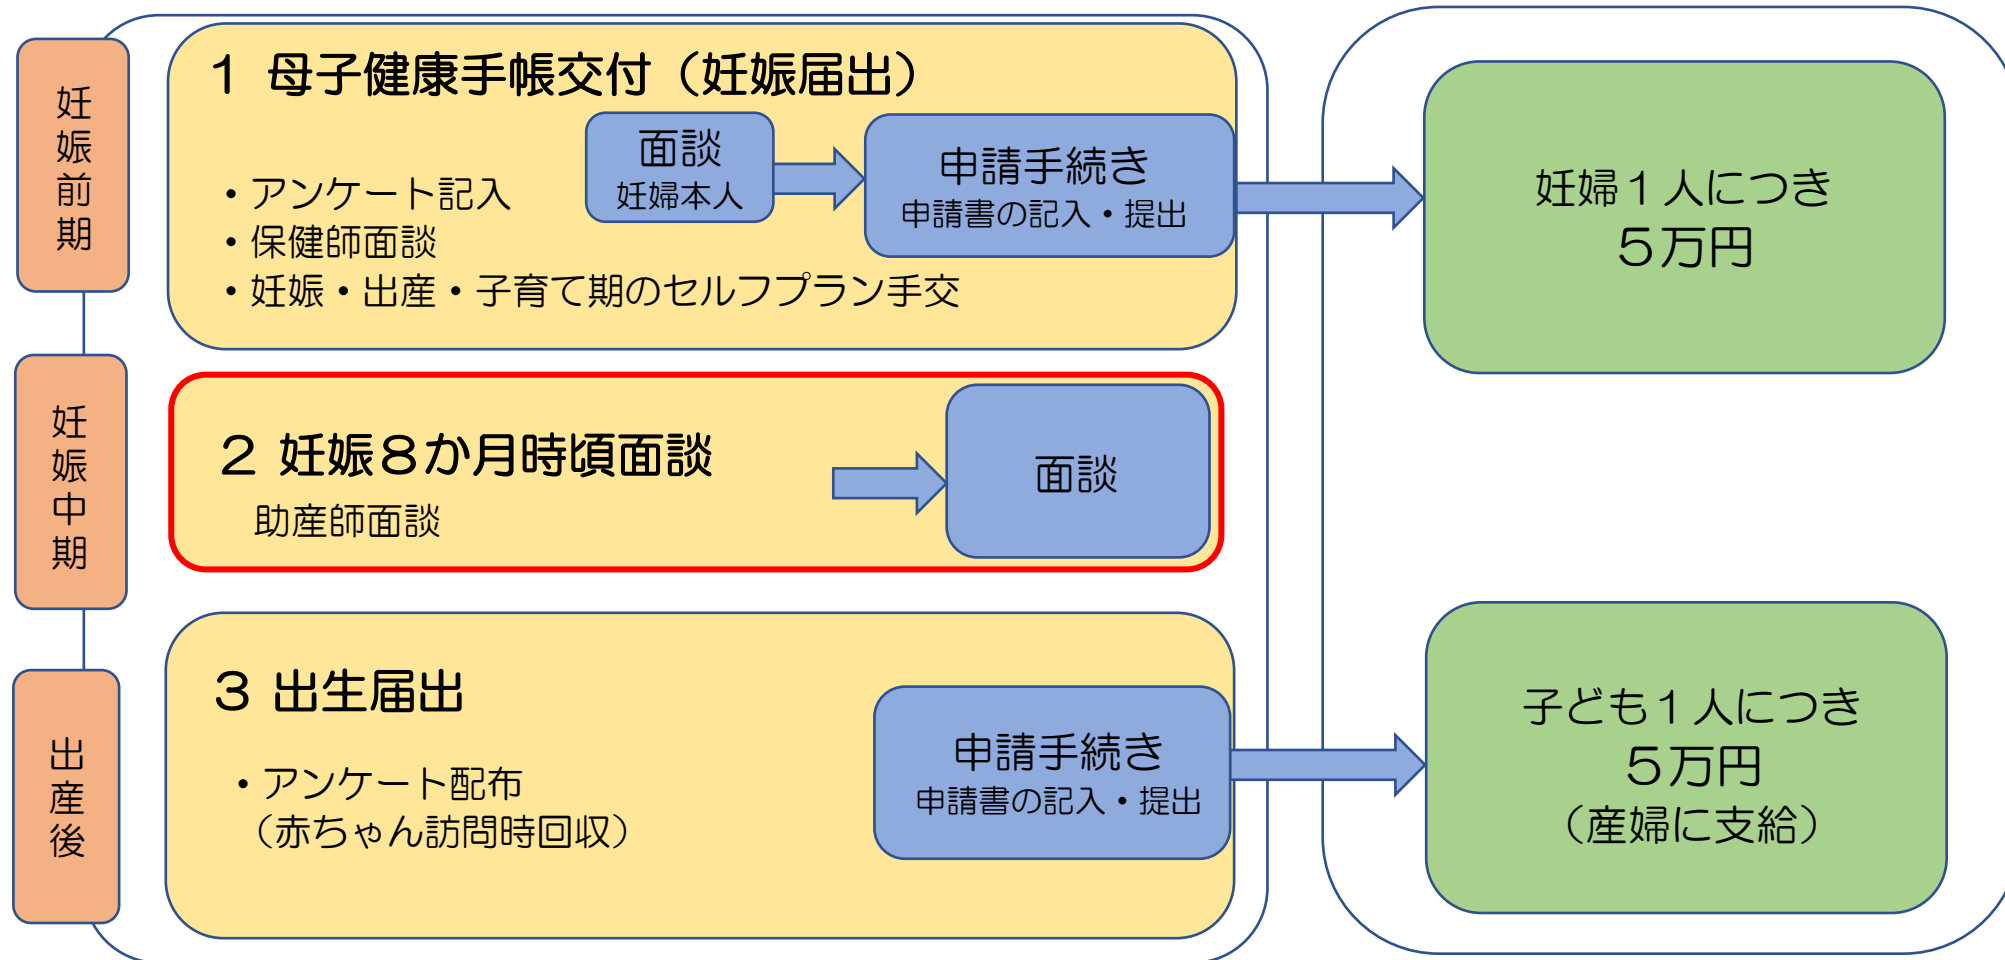 妊娠前期
１ 母子健康手帳交付（妊娠届出）
面談
妊婦本人
申請手続き
申請書の記入・提出
・アンケート記入
・保健師面談
・妊娠・出産・子育て期のセルフプラン手交
妊婦１人につき
５万円
妊娠中期
２ 妊娠８か月時頃面談
助産師面談
面談
出産後
３ 出生届出
・アンケート配布
（赤ちゃん訪問時回収）
申請手続き
申請書の記入・提出
子ども１人につき
５万円
（産婦に支給）